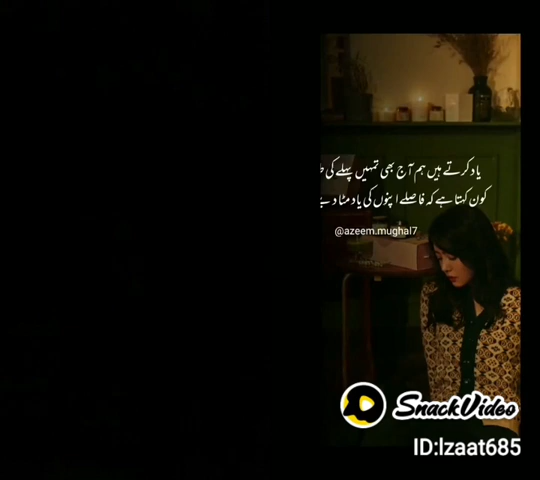 یاد کرتے ہیں ہم آج بھی تمہیں پہلے کی
کون کہتا ہے کہ فاصلے اپنوں کی یاد مٹا
@azeem.mughal7
SnackVideo
ID:lzaat685